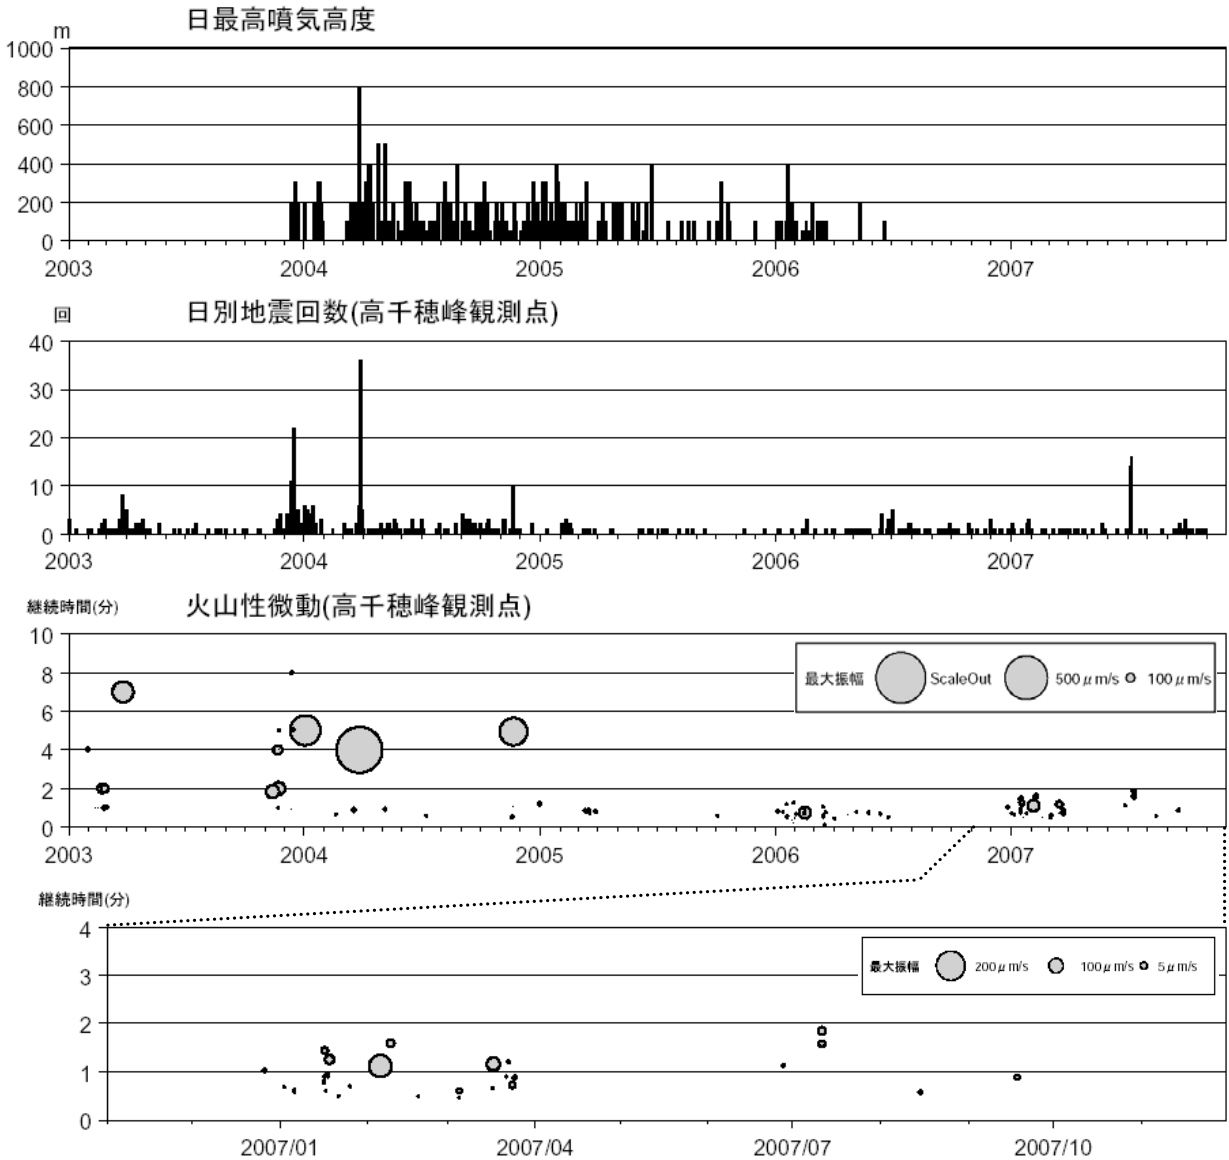 日最高噴気高度
m
1000
800
600
400
200
0
2003 2004 2005 2006 2007
日別地震回数(高千穂峰観測点)
回
40
30
20
10
0
2003 2004 2005 2006 2007
継続時間(分) 火山性微動(高千穂峰観測点)
10
8
6
4
2
0
最大振幅 ScaleOut 500μm/s 100μm/s
2003 2004 2005 2006 2007
継続時間(分)
4
3
2
1
0
最大振幅 200μm/s 100μm/s 5μm/s
2007/01 2007/04 2007/07 2007/10